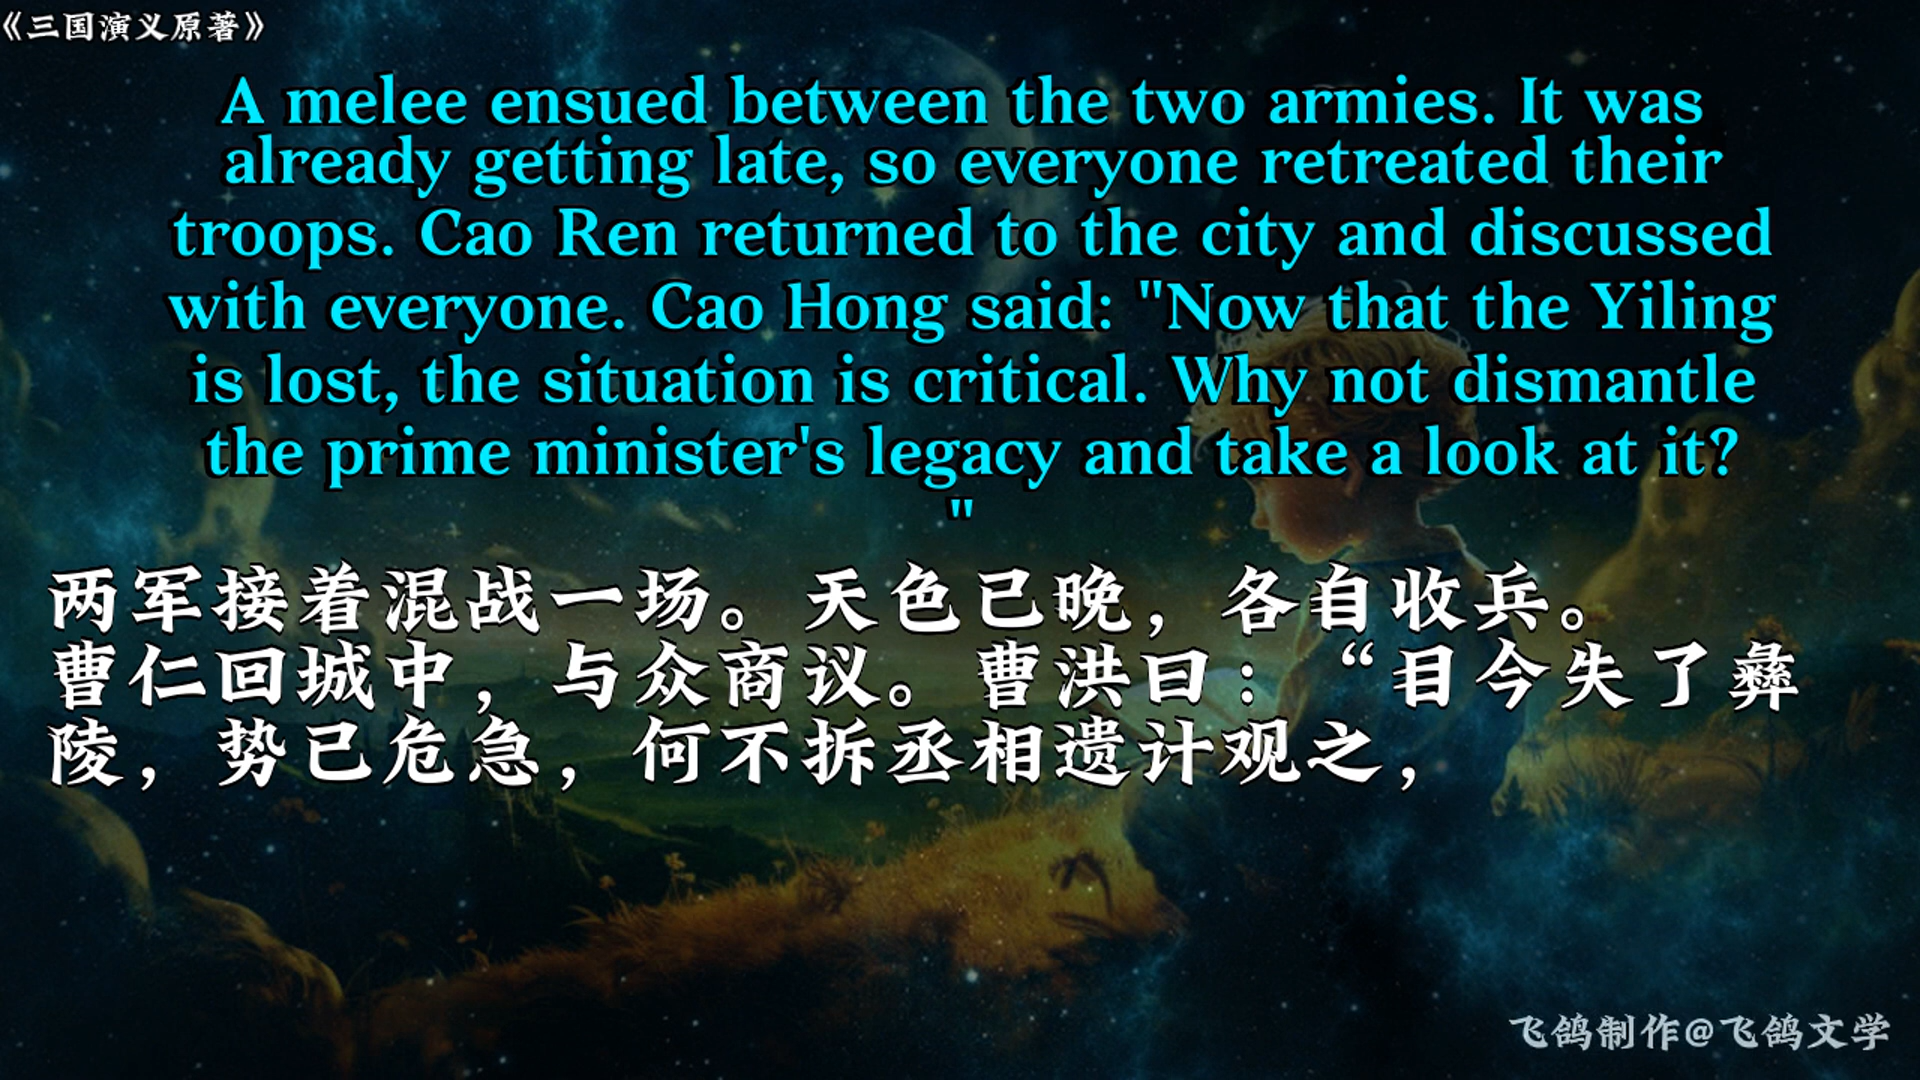 《三国演义原著》
A melee ensued between the two armies. It was
already getting late, so everyone retreated their
troops. Cao Ren returned to the city and discussed
with everyone. Cao Hong said: "Now that the Yiling
is lost, the situation is critical. Why not dismantle
the prime minister's legacy and take a look at it?
"
两军接着混战一场。天色已晚，各自收兵。
曹仁回城中，与众商议。曹洪曰：“目今失了彝
陵，势已危急，何不拆丞相遗计观之，
飞鸽制作@飞鸽文学